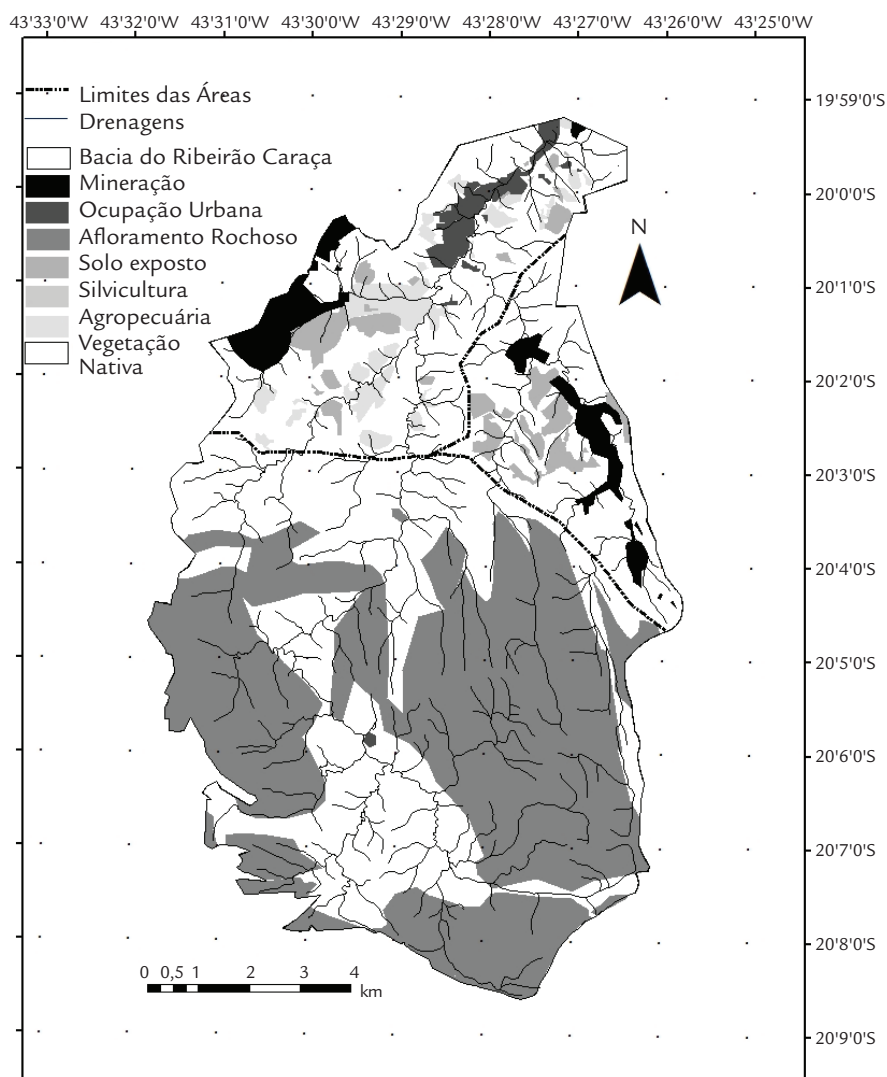 43'33'0'W 43'32'0'W 43'31'0'W 43'30'0'W 43'29'0'W 43'28'0'W 43'27'0'W 43'26'0'W 43'25'0'W
Limites das Áreas
Drenagens
Bacia do Ribeirão Caraça
Mineração
Ocupação Urbana
Afloramento Rochoso
Solo exposto
Silvicultura
Agropecuária
Vegetação
Nativa
N
19'59'0'S
20'0'0'S
20'1'0'S
20'2'0'S
20'3'0'S
20'4'0'S
20'5'0'S
20'6'0'S
20'7'0'S
20'8'0'S
20'9'0'S
0 0,5 1 2 3 4
km